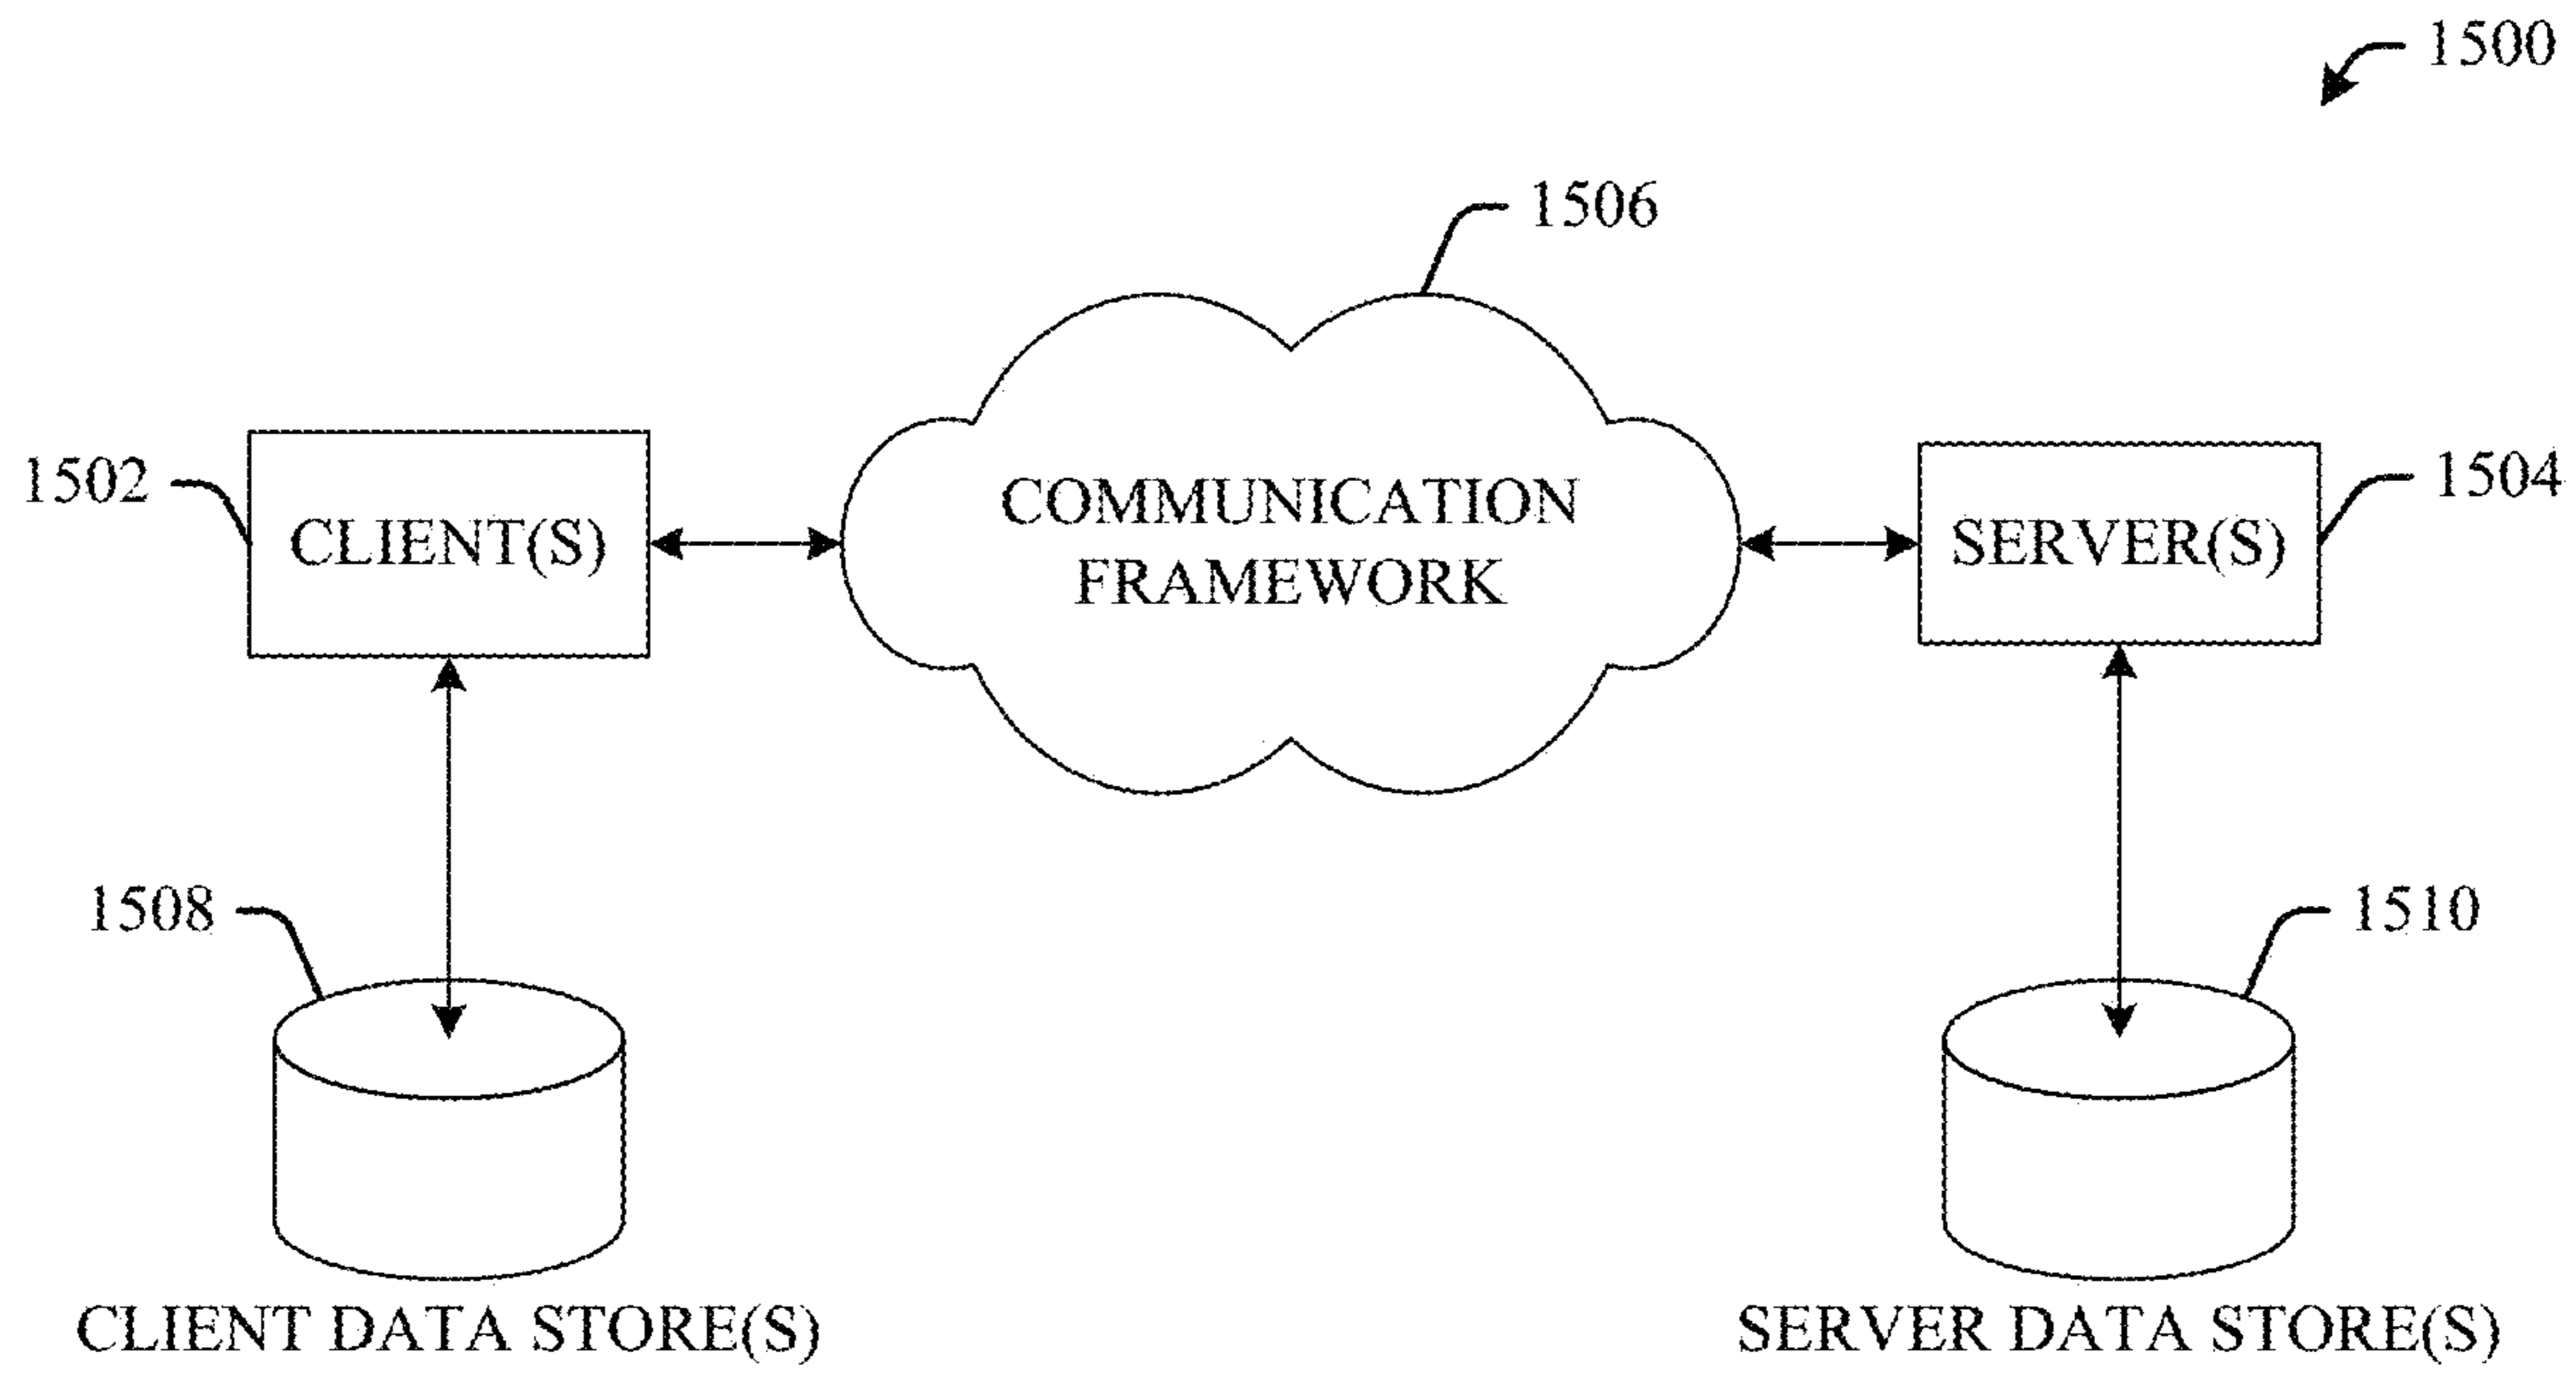 1500
1506
1502
CLIENT(S)
COMMUNICATION
FRAMEWORK
SERVER(S)
1504
1508
1510
CLIENT DATA STORE(S)
SERVER DATA STORE(S)